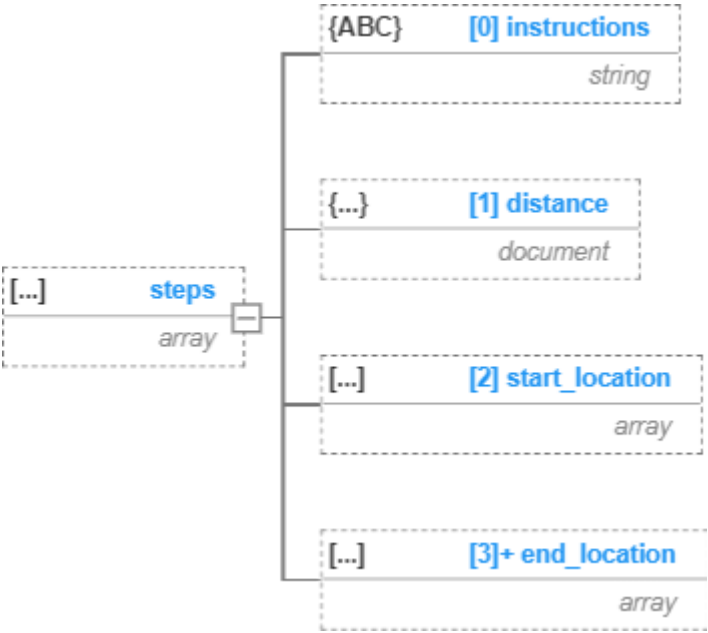 {ABC} [0] instructions
string
{...} [1] distance
document
[...] steps
array
[...] [2] start_location
array
[...] [3]+ end_location
array